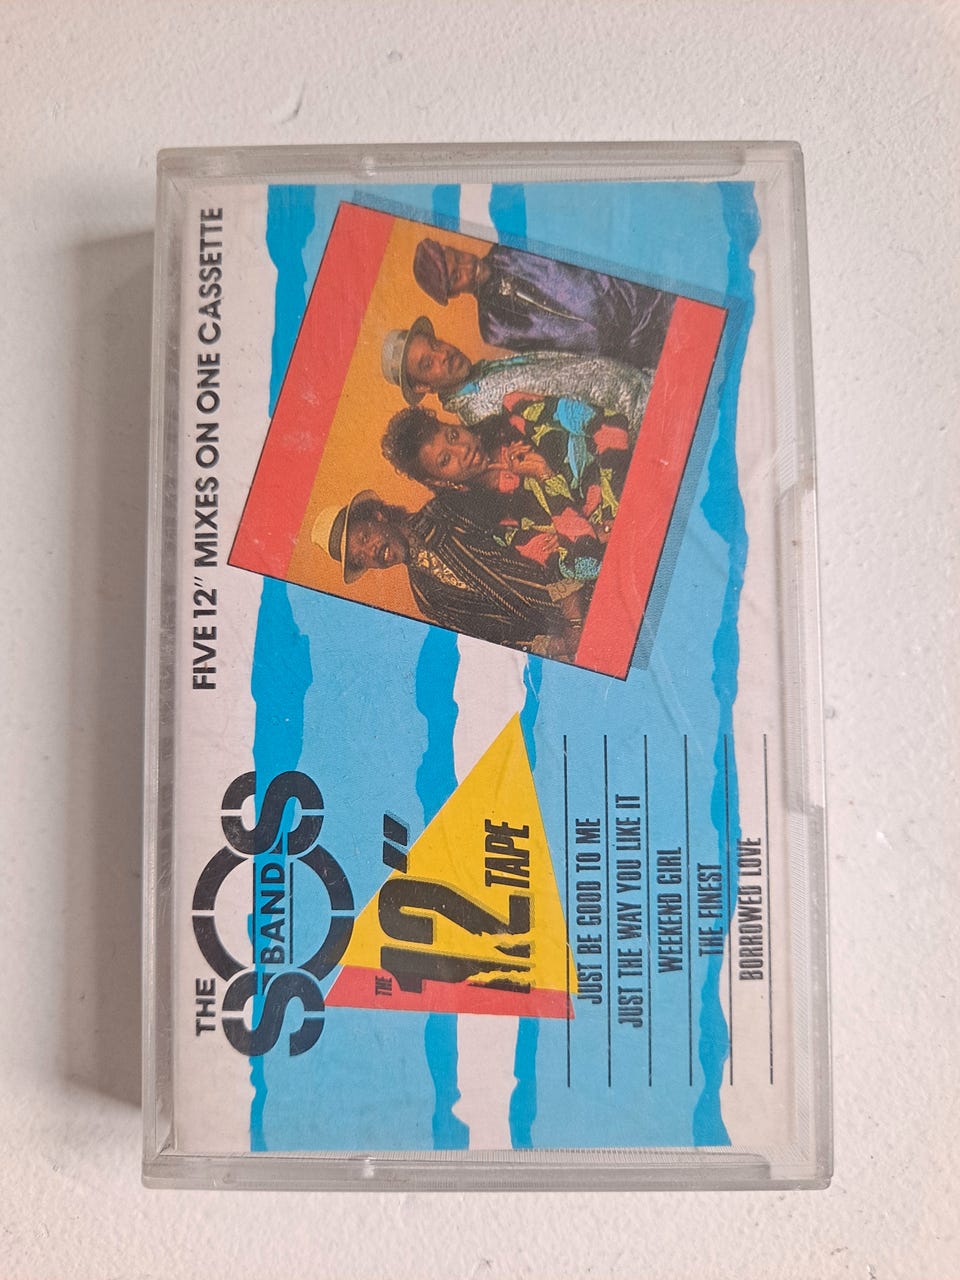 THE
SOS
BAND
FIVE 12" MIXES ON ONE CASSETTE
THE
12"
12 TAPE
JUST BE GOOD TO ME
JUST THE WAY YOU LIKE IT
WEEKEND GIRL
THE FINEST
BORROWED LOVE